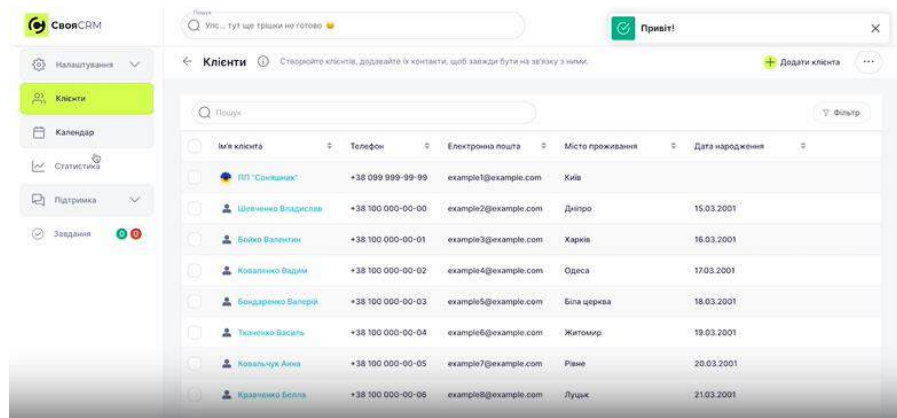 СвояCRM
Пошук
Упс... тут ще трішки не готово
Привіт!
Налаштування
Клієнти
Календар
Статистика
Підтримка
Завдання 0 0
Клієнти Створюйте клієнтів, додавайте їх контакти, щоб завжди бути на зв'язку з ними.
Додати клієнта
Пошук
Фільтр
Ім'я клієнта Телефон Електронна пошта Місто проживання Дата народження
ПП "Соняшник" +38 099 999-99-99 example1@example.com Київ
Шевченко Владислав +38 100 000-00-00 example2@example.com Дніпро 15.03.2001
Бойко Валентин +38 100 000-00-01 example3@example.com Харків 16.03.2001
Коваленко Вадим +38 100 000-00-02 example4@example.com Одеса 17.03.2001
Бондаренко Валерій +38 100 000-00-03 example5@example.com Біла церква 18.03.2001
Ткаченко Василь +38 100 000-00-04 example6@example.com Житомир 19.03.2001
Ковальчук Анна +38 100 000-00-05 example7@example.com Рівне 20.03.2001
Кравченко Белла +38 100 000-00-06 example8@example.com Луцьк 21.03.2001